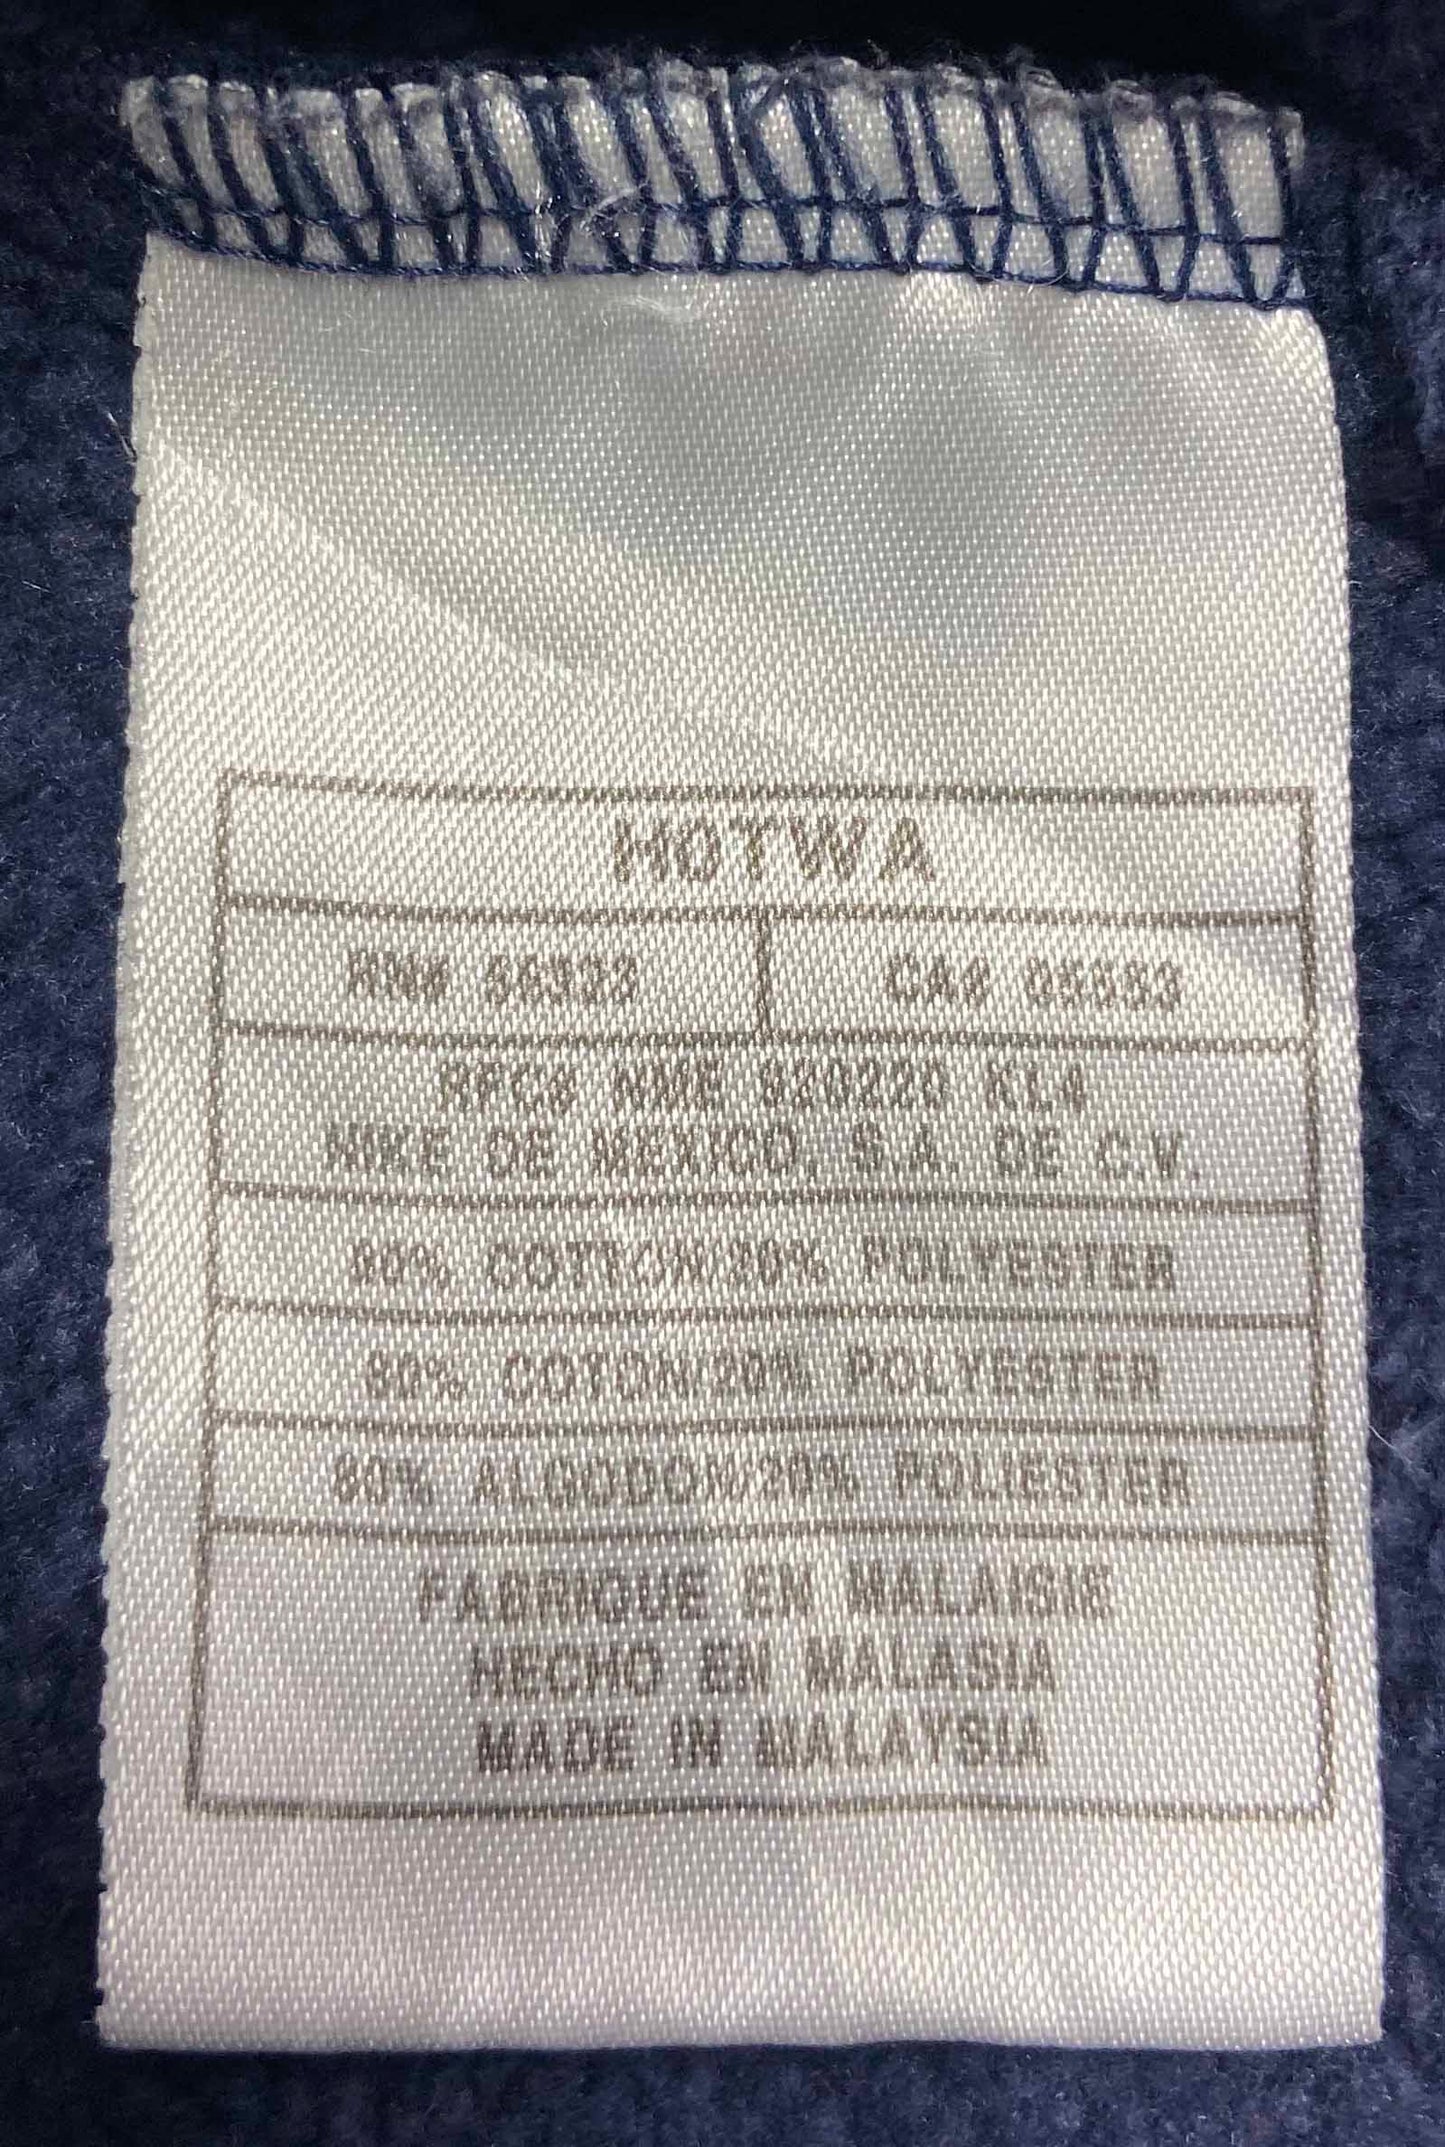 HOTWA
RN# 56323 CA# 05553
RFC# NME 920220 KL4
NIKE DE MEXICO, S.A. DE C.V.
80% COTTON/20% POLYESTER
80% COTON/20% POLYESTER
80% ALGODON/20% POLIESTER
FABRIQUE EN MALAISIE
HECHO EN MALASIA
MADE IN MALAYSIA